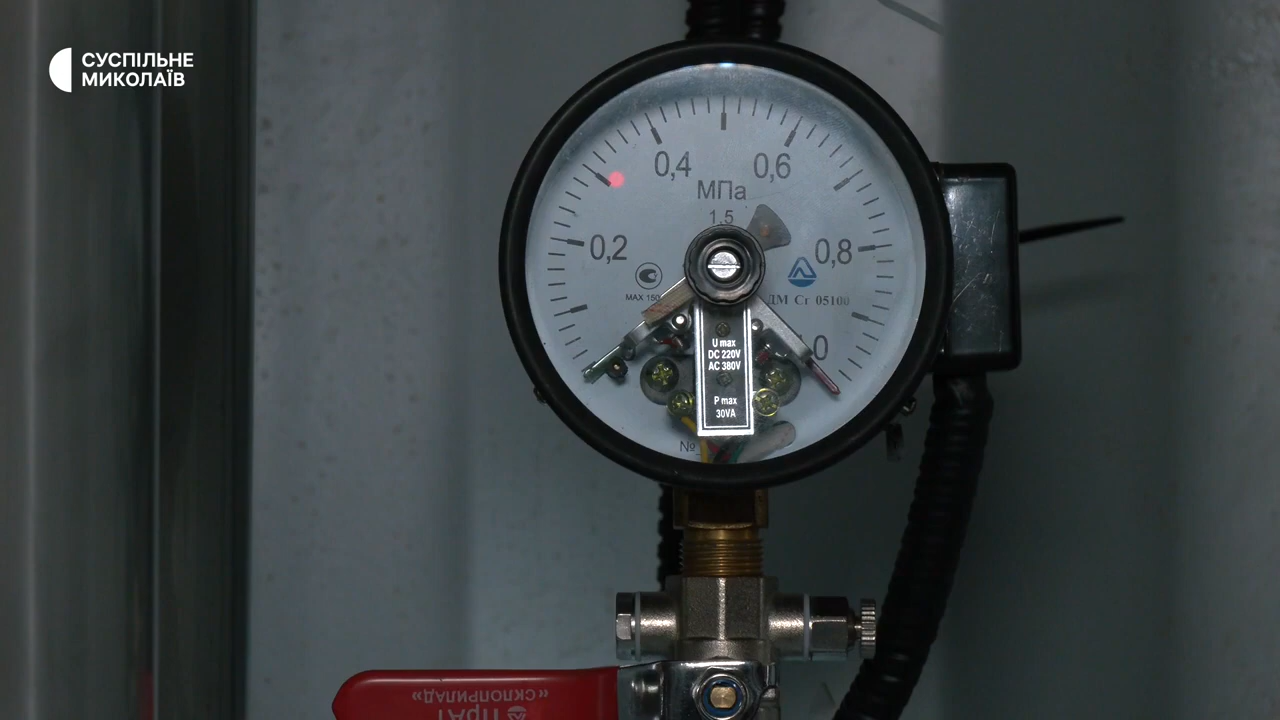 СУСПІЛЬНЕ
МИКОЛАЇВ
0,4
0,6
МПа
1.5
0,2
0,8
MAX 150
ДМ Сг 05100
0
U max
DC 220V
AC 380V
P max
30VA
№
ПрАТ
«СКЛОПРИЛАД»